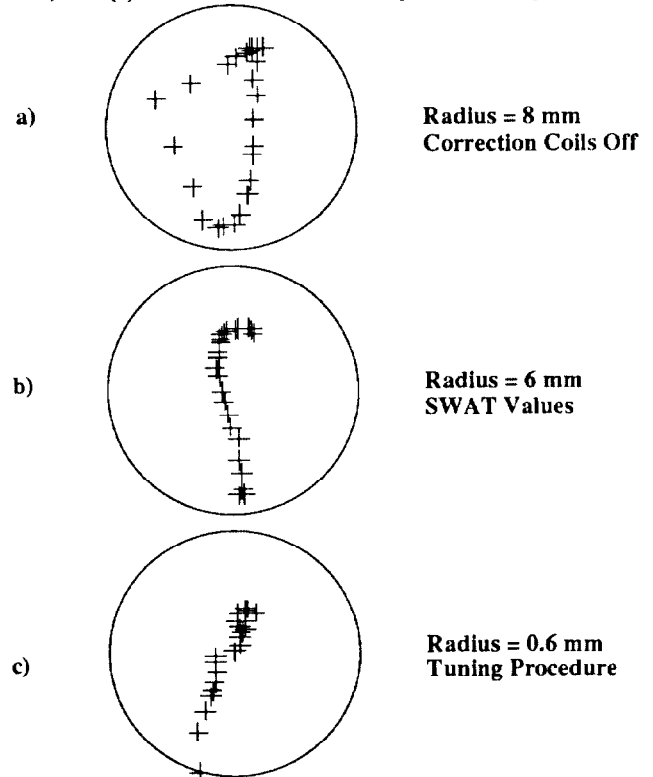 a)
Radius = 8 mm
Correction Coils Off
b)
Radius = 6 mm
SWAT Values
c)
Radius = 0.6 mm
Tuning Procedure